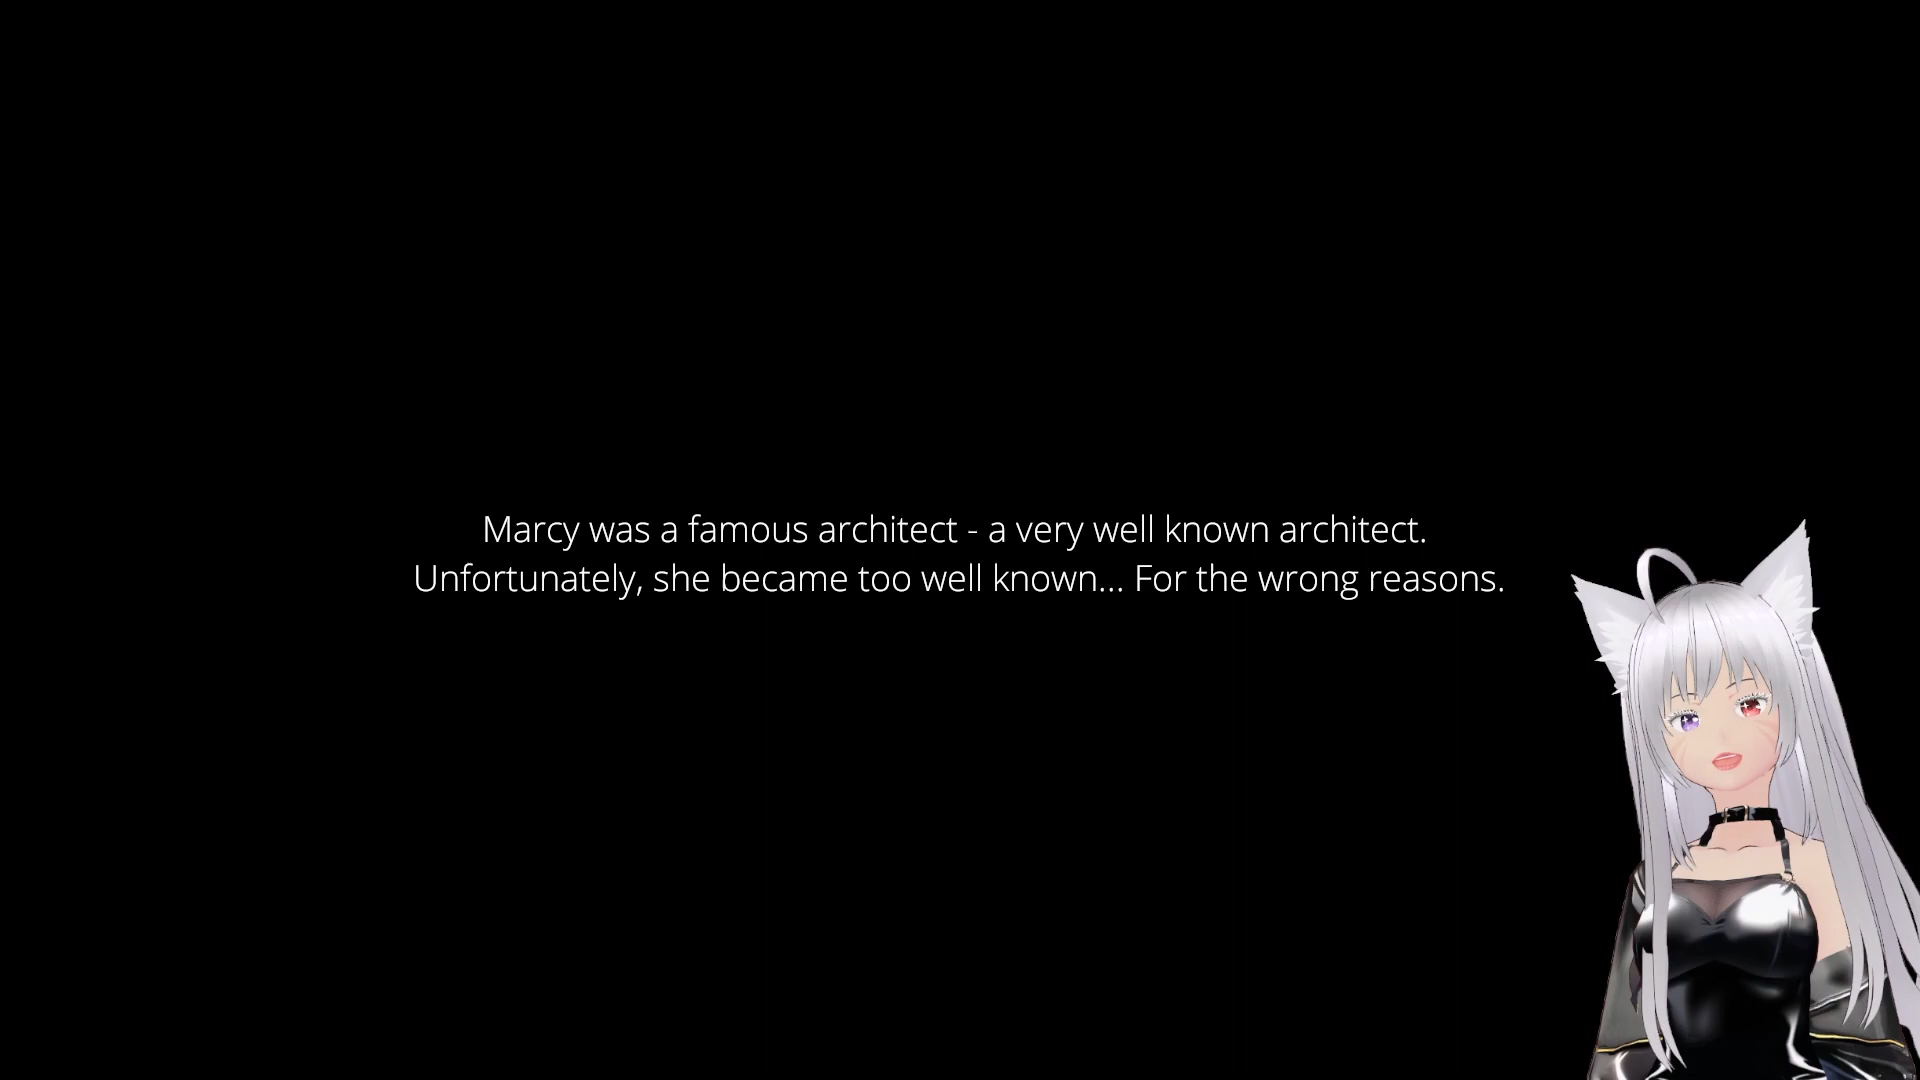 Marcy was a famous architect - a very well known architect.
Unfortunately, she became too well known... For the wrong reasons.